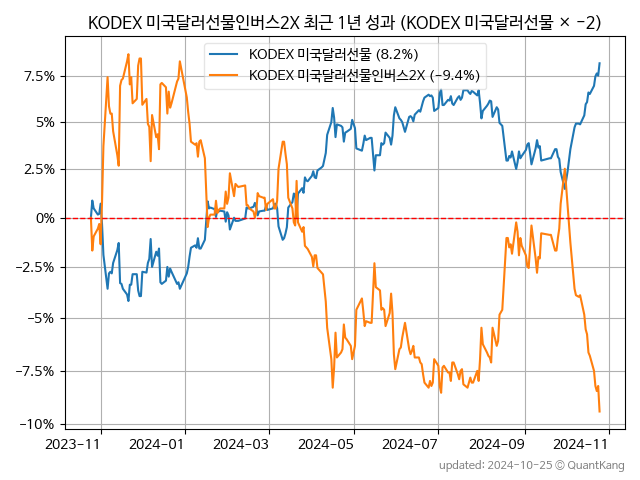 KODEX 미국달러선물인버스2X 최근 1년 성과 (KODEX 미국달러선물 × −2)
KODEX 미국달러선물 (8.2%)
KODEX 미국달러선물인버스2X (−9.4%)
7.5%
5%
2.5%
0%
−2.5%
−5%
−7.5%
−10%
2023-11 2024-01 2024-03 2024-05 2024-07 2024-09 2024-11
updated: 2024-10-25 © QuantKang